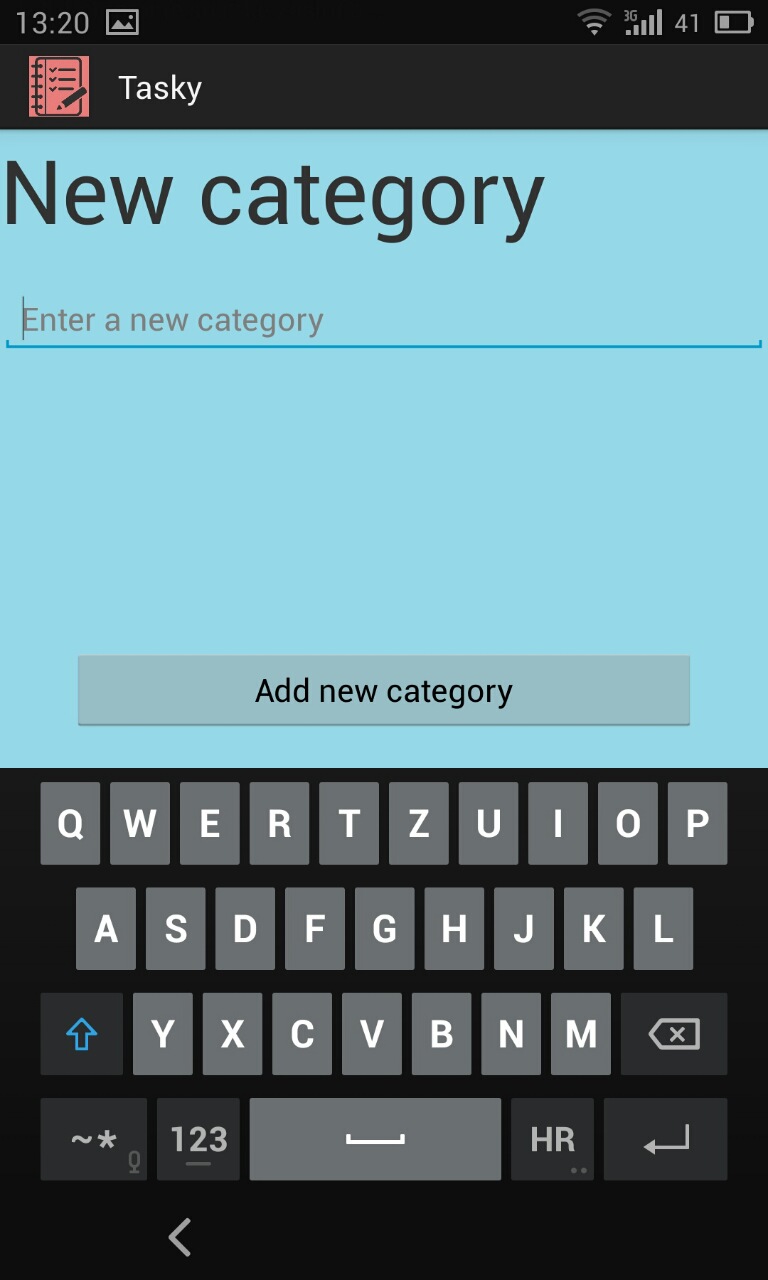 13:20 3G 41
Tasky
New category
Enter a new category
Add new category
Q W E R T Z U I O P
A S D F G H J K L
Y X C V B N M
~* 123 HR